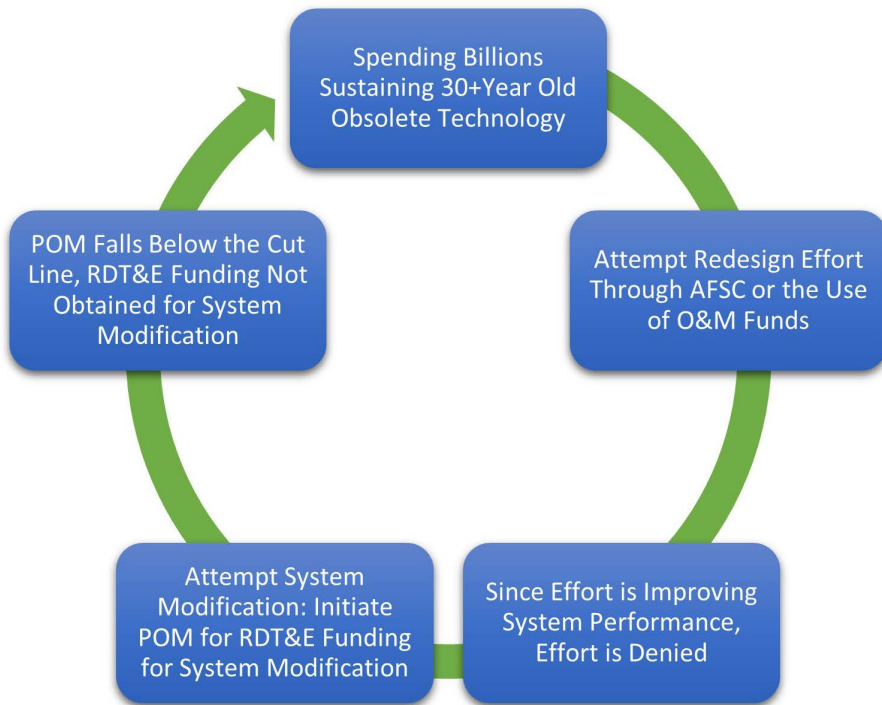 Spending Billions
Sustaining 30+Year Old
Obsolete Technology
Attempt Redesign Effort
Through AFSC or the Use
of O&M Funds
Since Effort is Improving
System Performance,
Effort is Denied
Attempt System
Modification: Initiate
POM for RDT&E Funding
for System Modification
POM Falls Below the Cut
Line, RDT&E Funding Not
Obtained for System
Modification